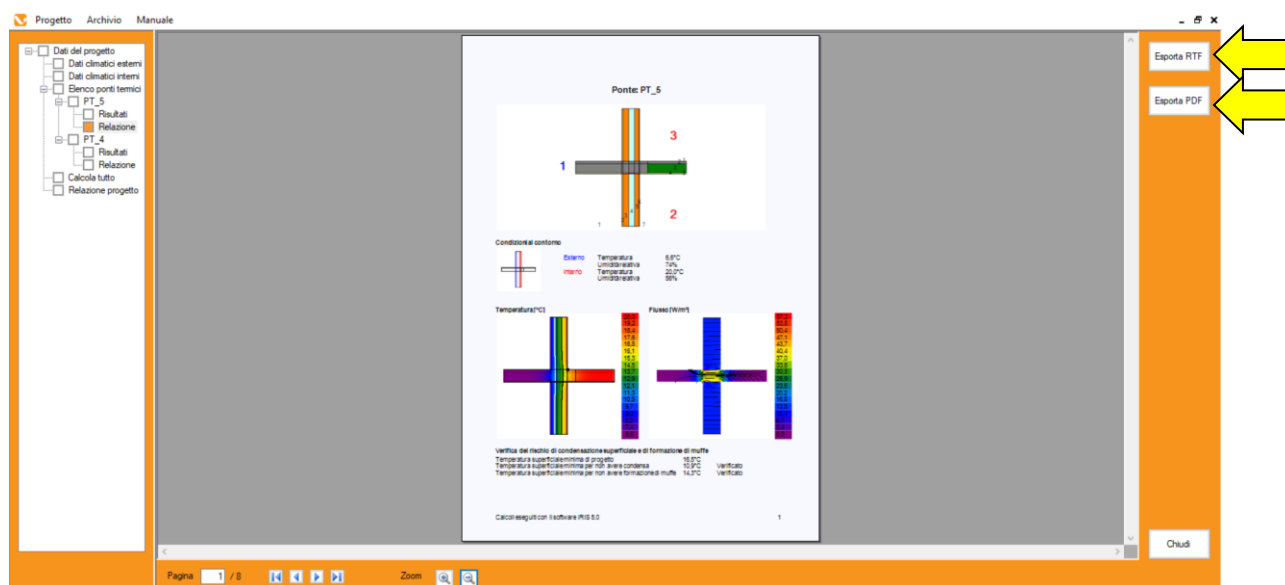 Progetto Archivio Manuale
Dati del progetto
Dati climatici esterni
Dati climatici interni
Elenco ponti termici
PT_5
Risultati
Relazione
PT_4
Risultati
Relazione
Calcola tutto
Relazione progetto
Ponte: PT_5
3
1
2
1 7
Condizioni al contorno
Esterno Temperatura 6,6°C
Umidità relativa 74%
Interno Temperatura 20,0°C
Umidità relativa 56%
Temperatura [°C] Flusso [W/m²]
Verifica del rischio di condensazione superficiale e di formazione di muffe
Temperatura superficiale minima di progetto 16,5°C
Temperatura superficiale minima per non avere condensa 10,9°C Verificato
Temperatura superficiale minima per non avere formazione di muffe 14,3°C Verificato
Calcoli eseguiti con il software IRIS 5.0 1
Esporta RTF
Esporta PDF
Chiudi
Pagina 1 / 8 Zoom